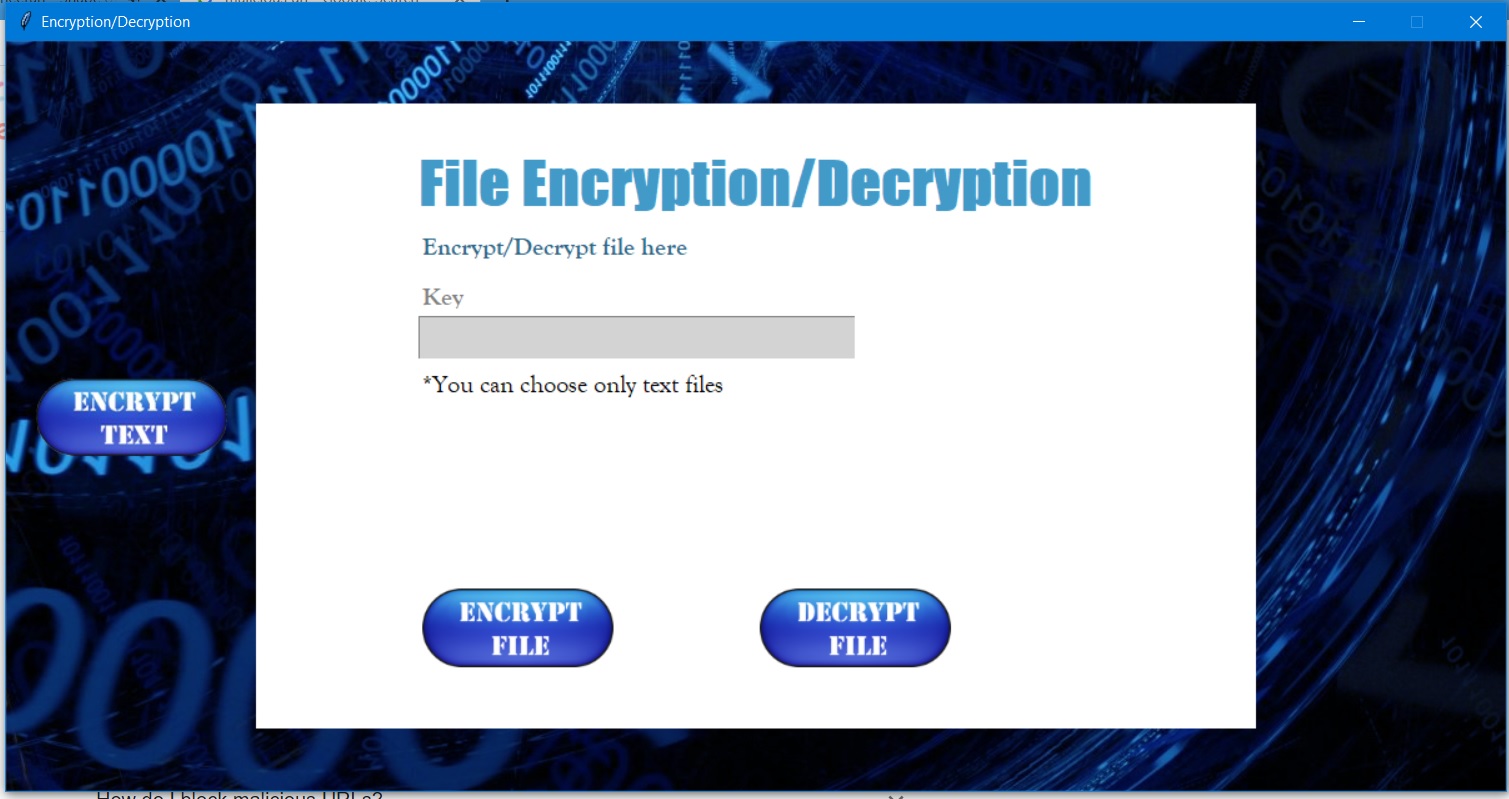 Encryption/Decryption
File Encryption/Decryption
Encrypt/Decrypt file here
Key
*You can choose only text files
ENCRYPT
TEXT
ENCRYPT
FILE
DECRYPT
FILE
How do I block malicious URLs?